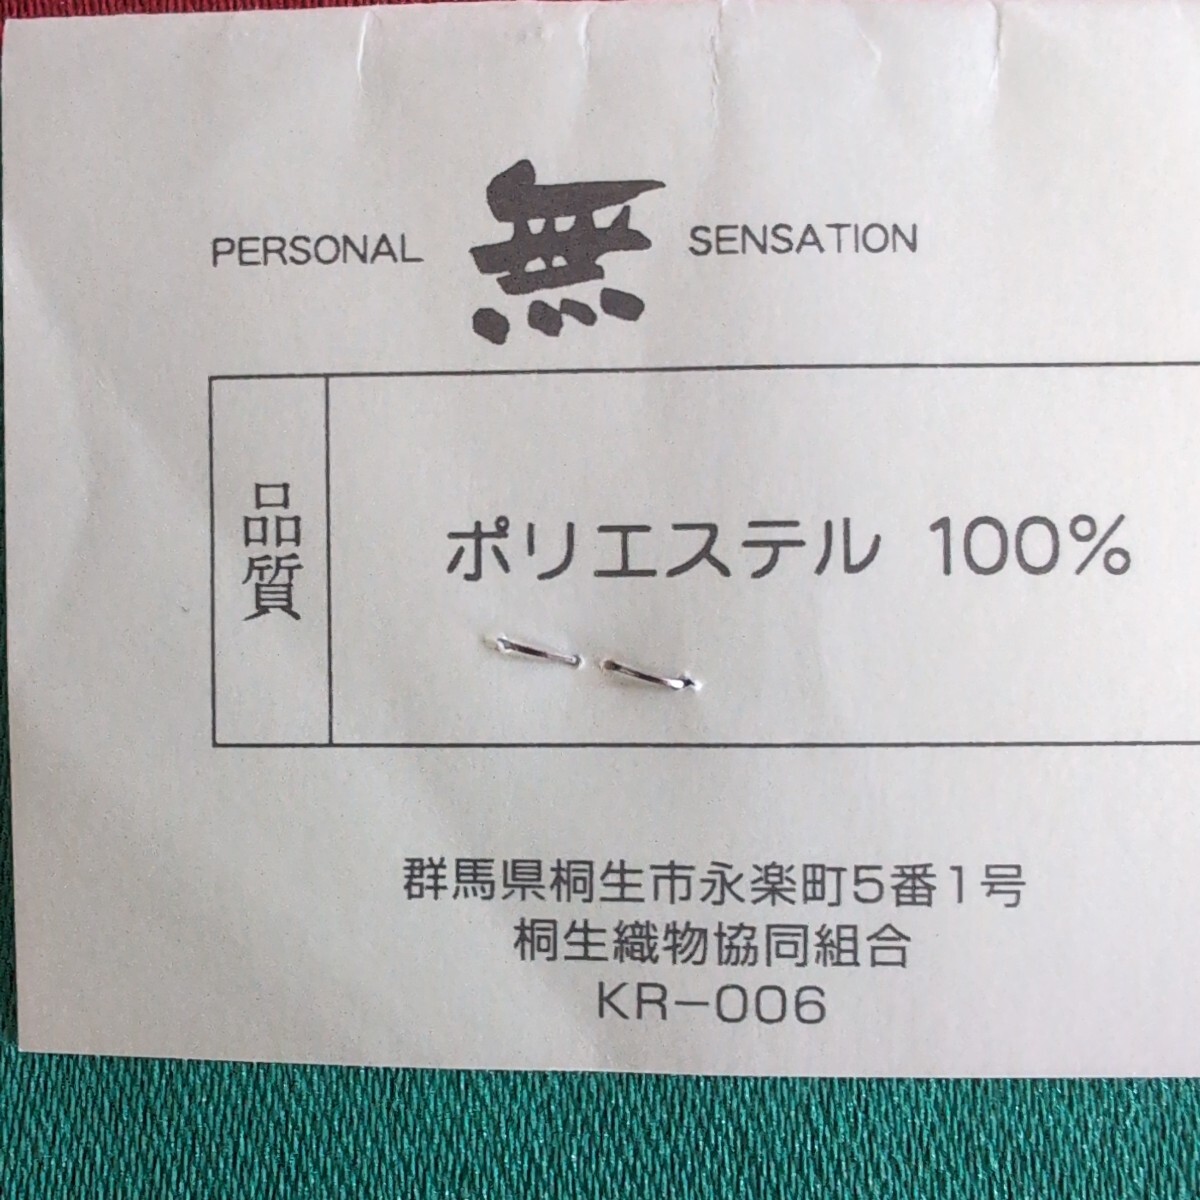 PERSONAL 無 SENSATION
品質
ポリエステル 100%
群馬県桐生市永楽町5番1号
桐生織物協同組合
KR-006